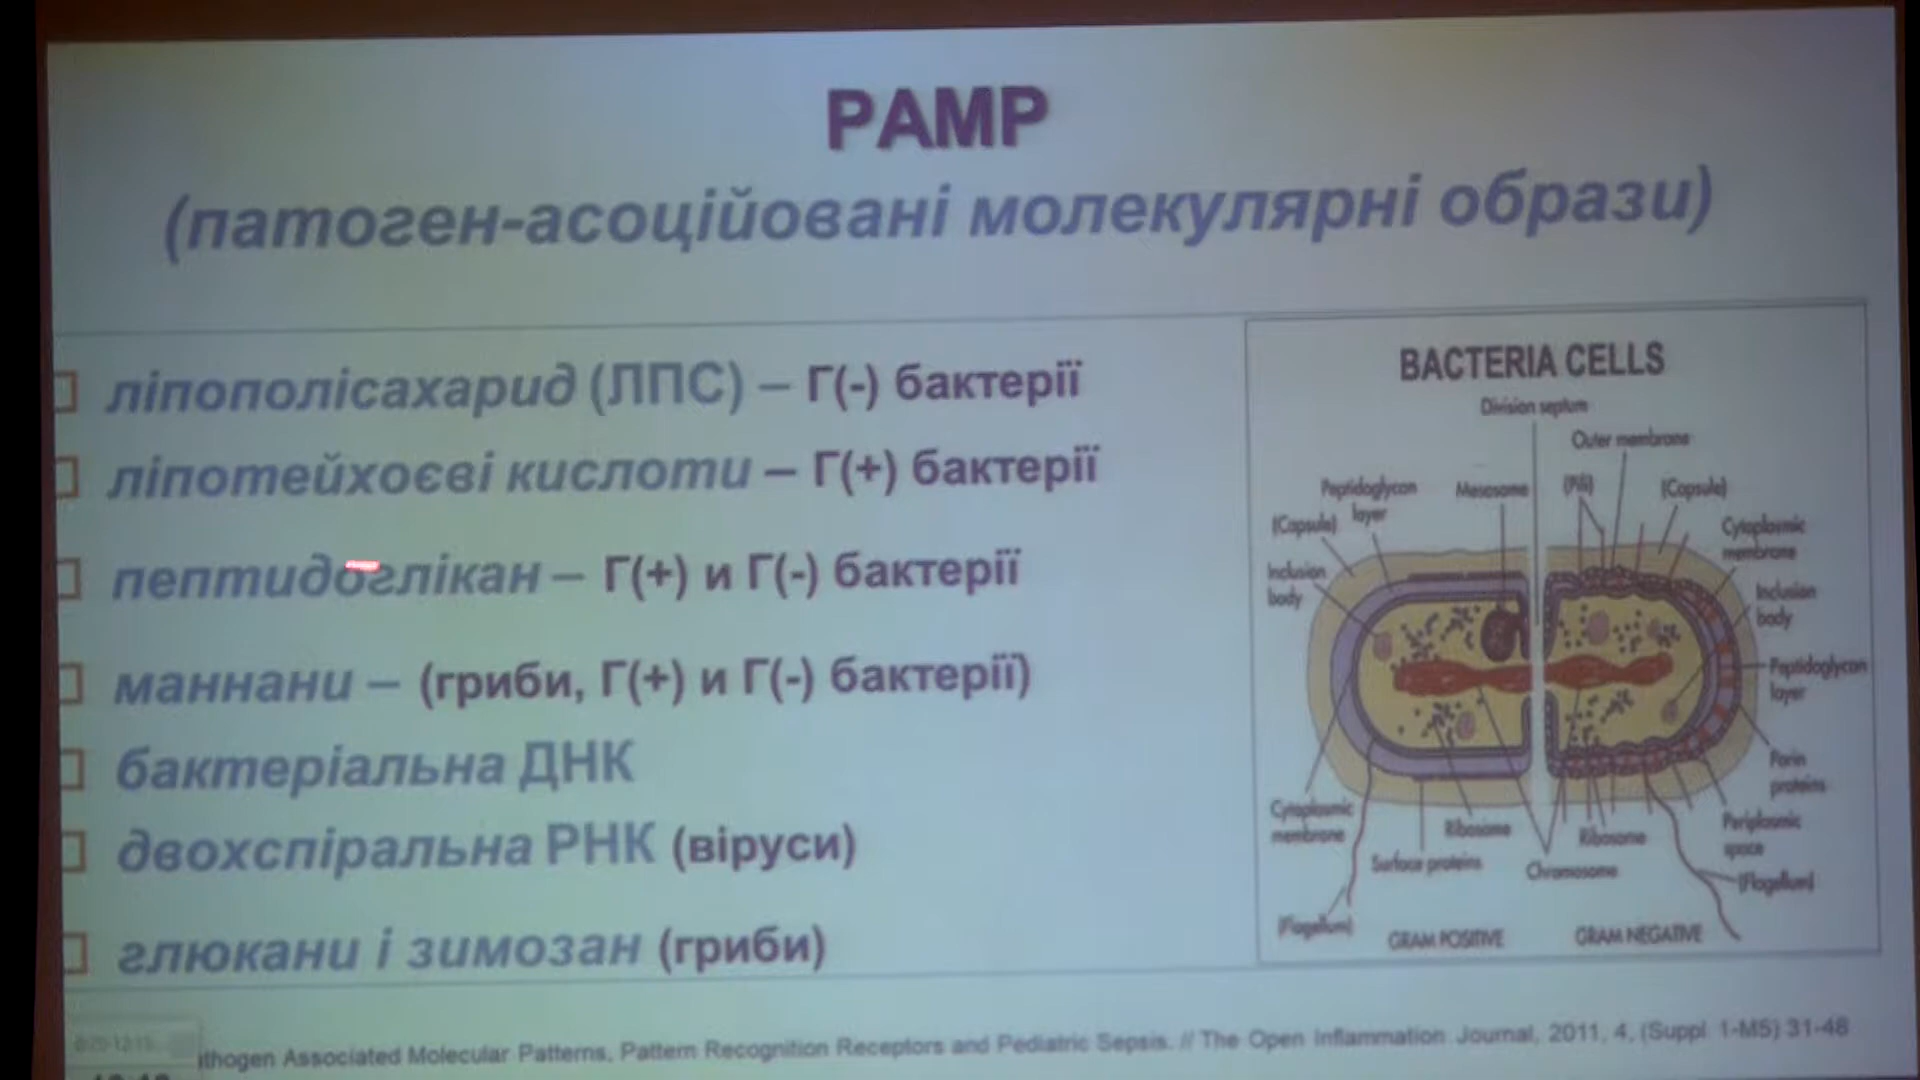 PAMP
(патоген-асоційовані молекулярні образи)
ліпополісахарид (ЛПС) – Г(-) бактерії
ліпотейхоєві кислоти – Г(+) бактерії
пептидоглікан – Г(+) и Г(-) бактерії
маннани – (гриби, Г(+) и Г(-) бактерії)
бактеріальна ДНК
двохспіральна РНК (віруси)
глюкани і зимозан (гриби)
BACTERIA CELLS
Division septum
Outer membrane
Peptidoglycan
layer
Mesosome
(Pili)
(Capsule)
(Capsule)
Cytoplasmic
membrane
Inclusion
body
Inclusion
body
Peptidoglycan
layer
Porin
proteins
Cytoplasmic
membrane
Ribosome
Ribosome
Periplasmic
space
Surface proteins
Chromosome
(Flagellum)
(Flagellum)
GRAM POSITIVE
GRAM NEGATIVE
thogen Associated Molecular Patterns, Pattern Recognition Receptors and Pediatric Sepsis. // The Open Inflammation Journal, 2011, 4, (Suppl 1-M5) 31-48